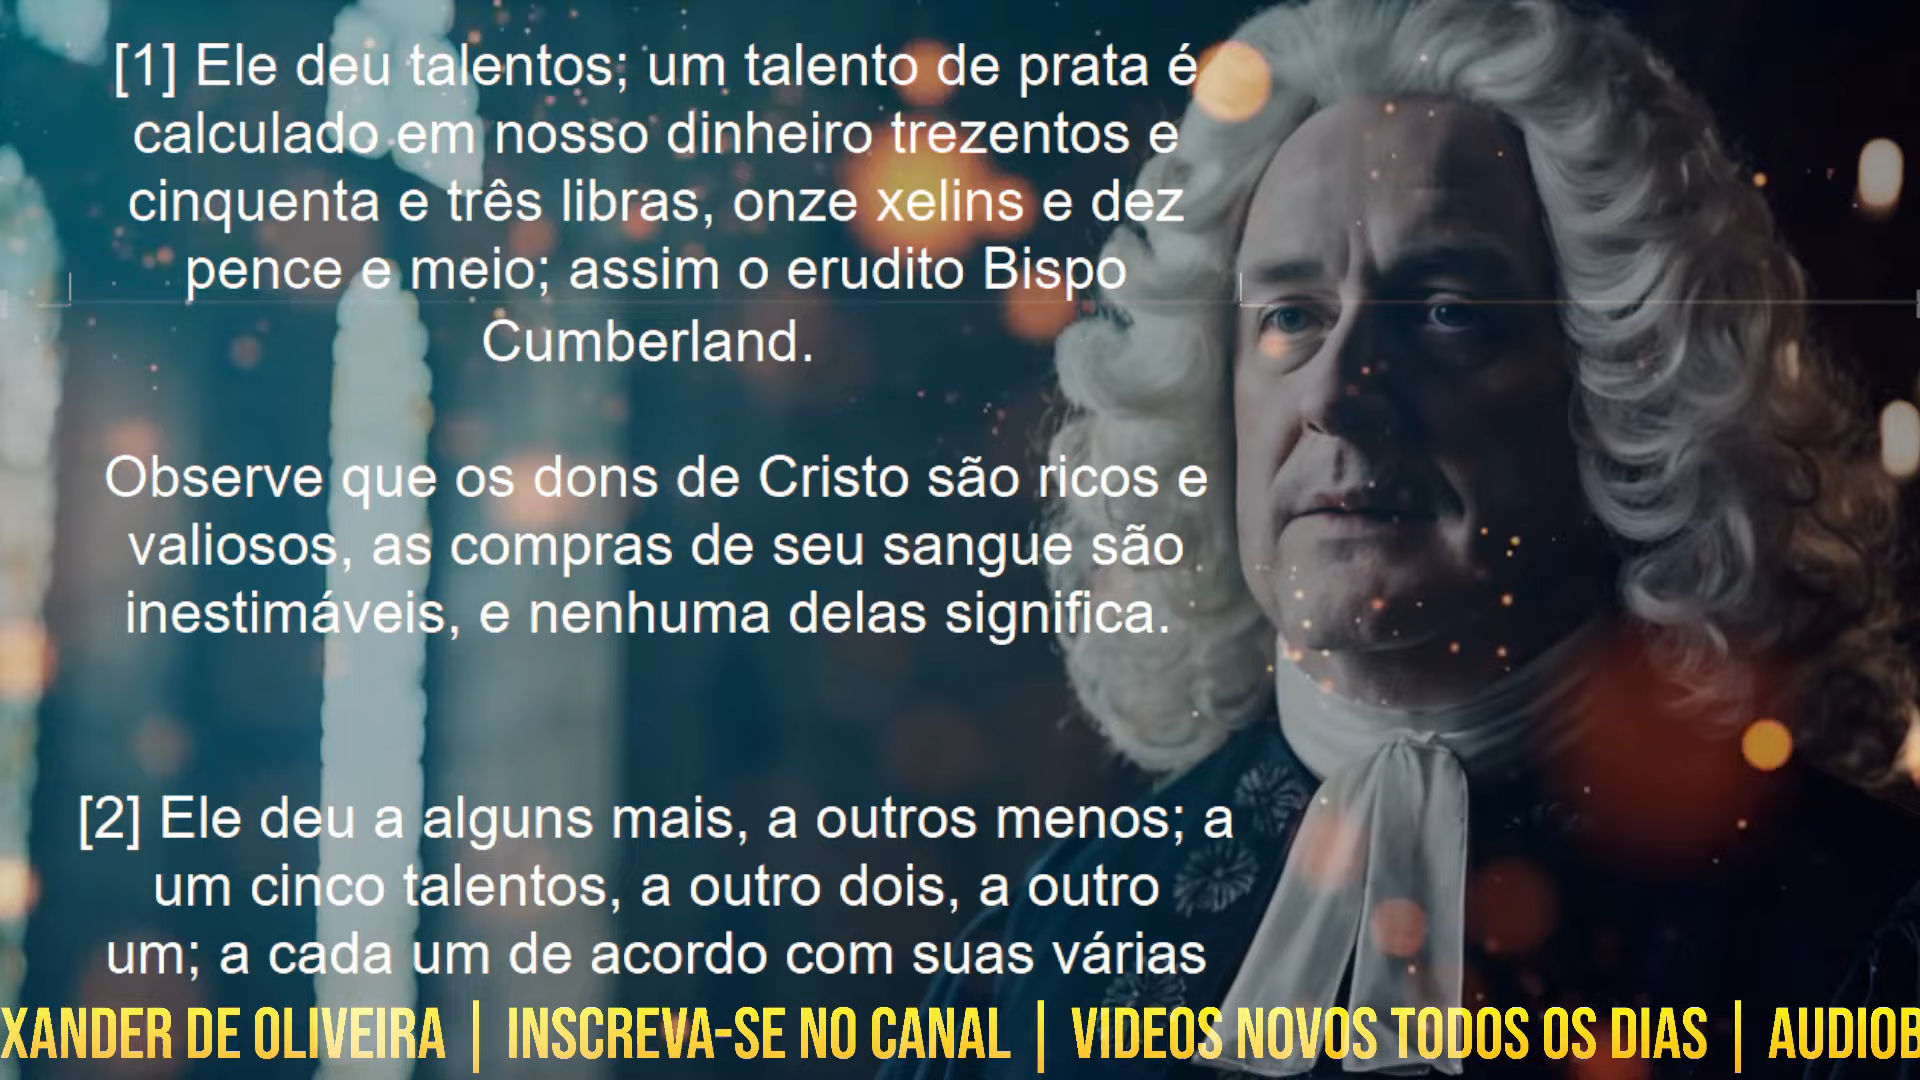 [1] Ele deu talentos; um talento de prata é
calculado em nosso dinheiro trezentos e
cinquenta e três libras, onze xelins e dez
pence e meio; assim o erudito Bispo
Cumberland.
Observe que os dons de Cristo são ricos e
valiosos, as compras de seu sangue são
inestimáveis, e nenhuma delas significa.
[2] Ele deu a alguns mais, a outros menos; a
um cinco talentos, a outro dois, a outro
um; a cada um de acordo com suas várias
XANDER DE OLIVEIRA | INSCREVA-SE NO CANAL | VIDEOS NOVOS TODOS OS DIAS | AUDIOB